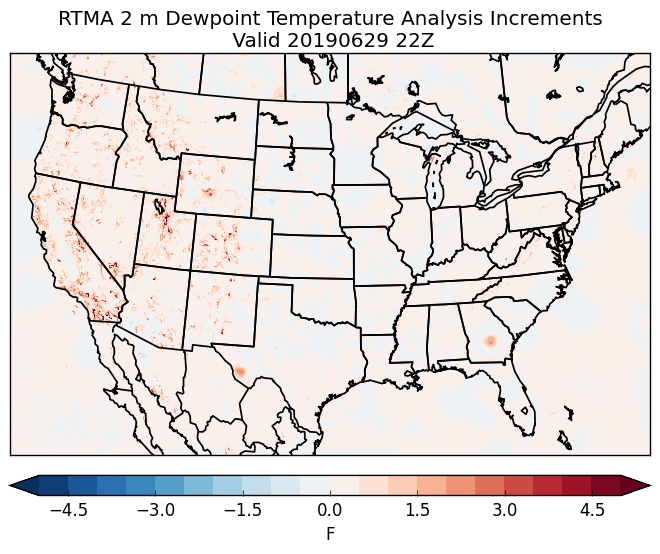 RTMA 2 m Dewpoint Temperature Analysis Increments
Valid 20190629 22Z
−4.5 −3.0 −1.5 0.0 1.5 3.0 4.5
F